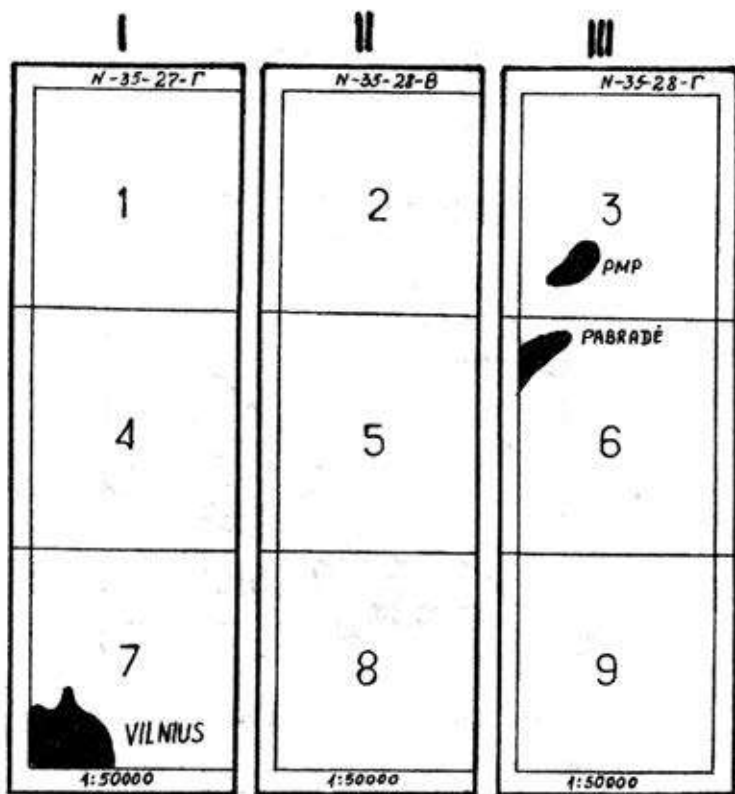 I II III
N-35-27-Г N-35-28-В N-35-28-Г
1 2 3
PMP
PABRADĖ
4 5 6
7 8 9
VILNIUS
1:50000 1:50000 1:50000